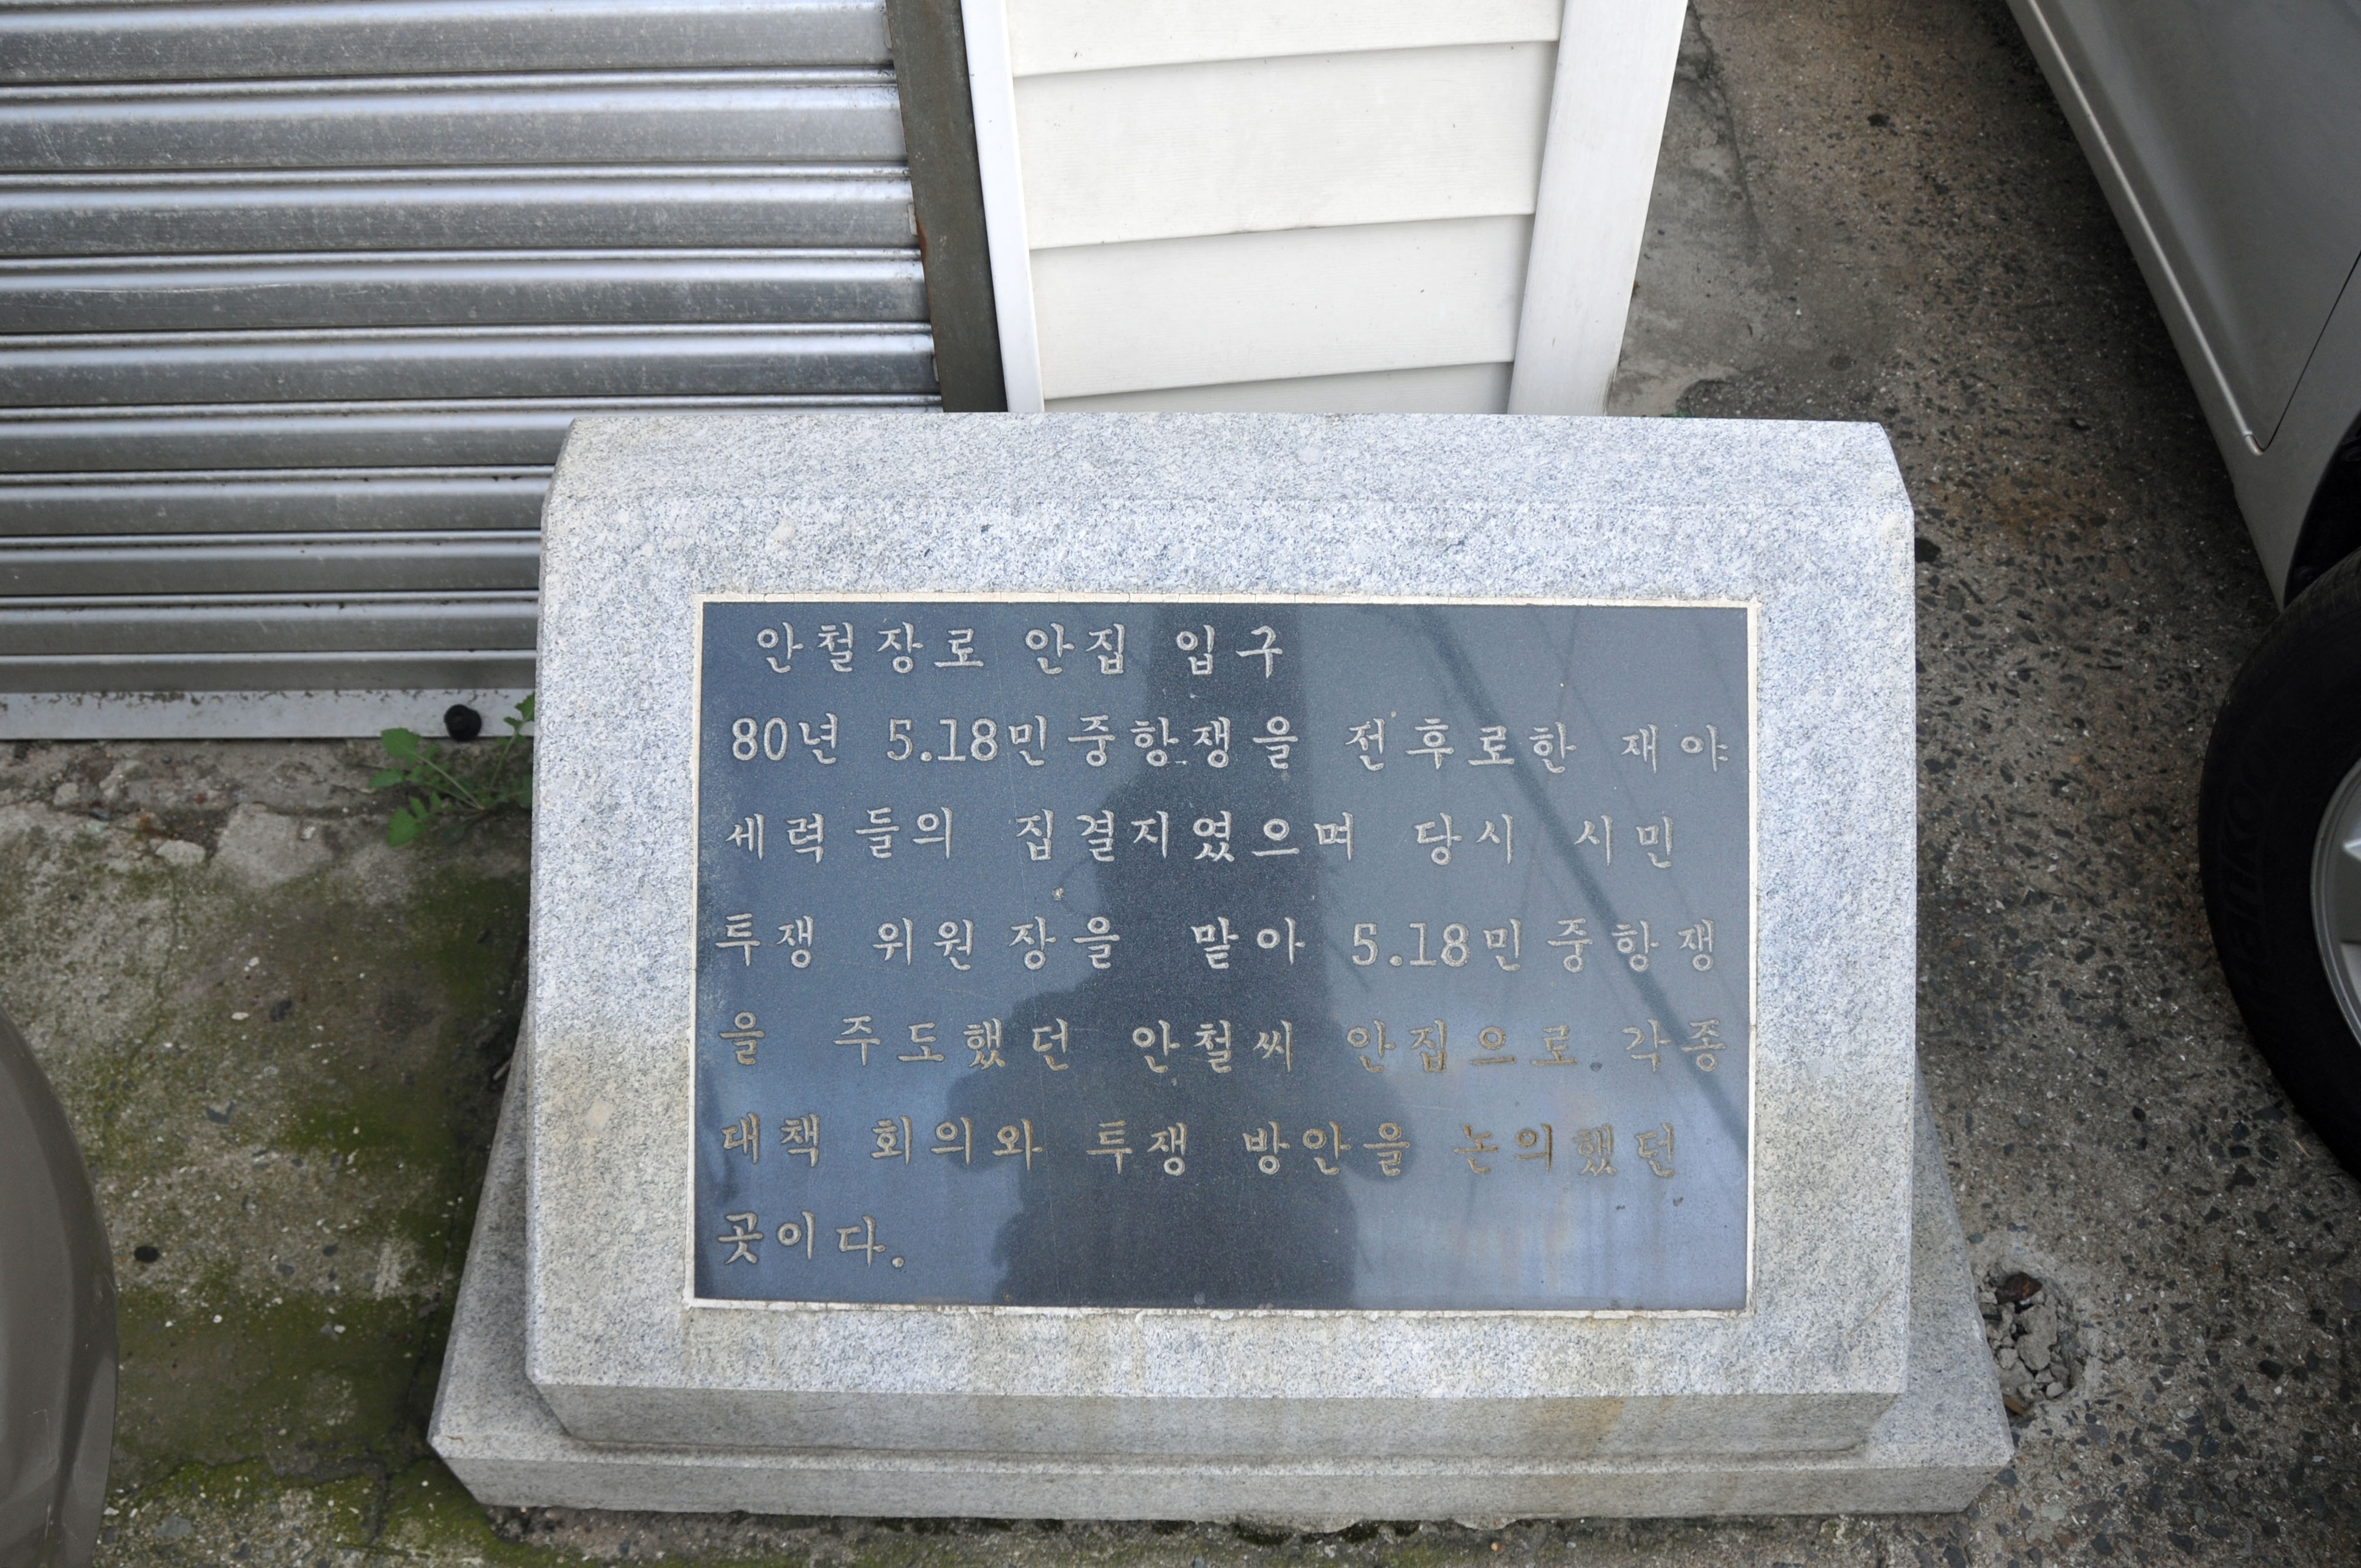 안철장로 안집 입구
80년 5.18민중항쟁을 전후로한 재야
세력들의 집결지였으며 당시 시민
투쟁 위원장을 맡아 5.18민중항쟁
을 주도했던 안철씨 안집으로 각종
대책 회의와 투쟁 방안을 논의했던
곳이다.